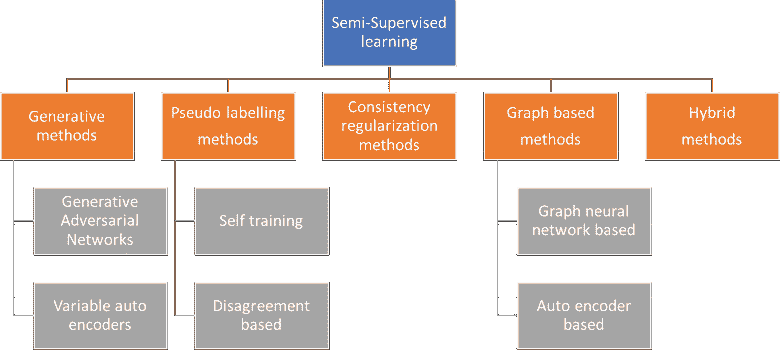 Semi-Supervised
learning
Generative
methods
Pseudo labelling
methods
Consistency
regularization
methods
Graph based
methods
Hybrid
methods
Generative
Adversarial
Networks
Self training
Graph neural
network based
Variable auto
encoders
Disagreement
based
Auto encoder
based